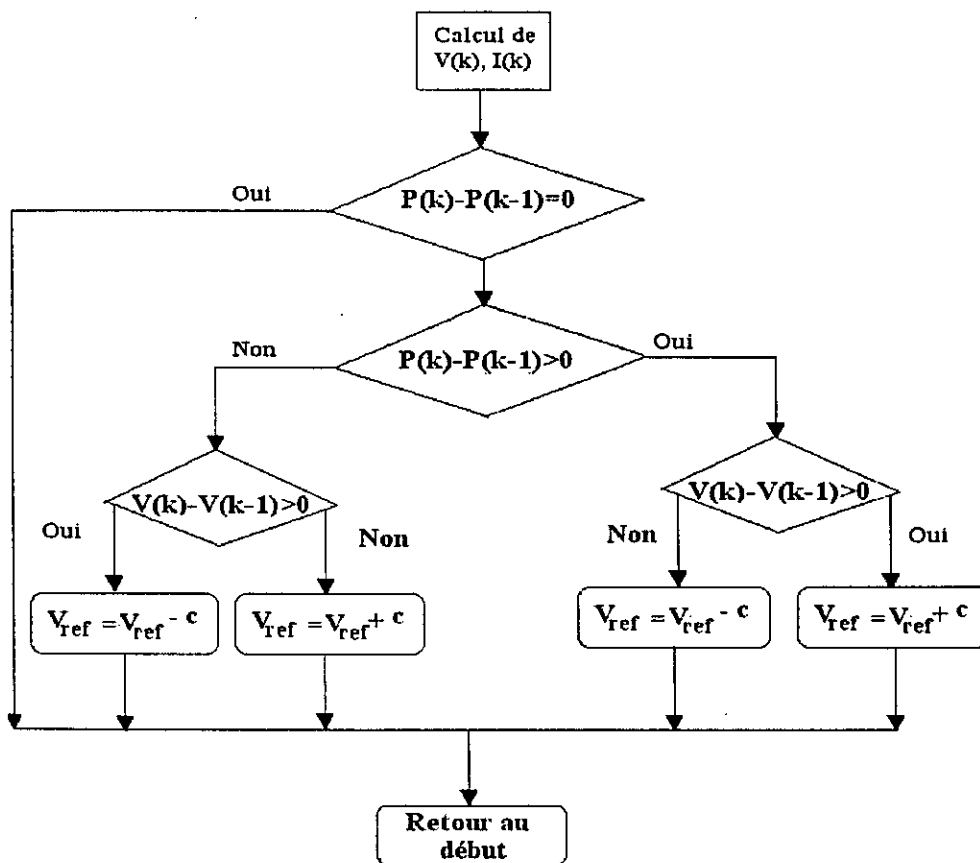 Calcul de
V(k), I(k)
Oui
P(k)-P(k-1)=0
Non
P(k)-P(k-1)>0
Oui
V(k)-V(k-1)>0
V(k)-V(k-1)>0
Oui
Non
Non
Oui
Vref = Vref - c
Vref = Vref + c
Vref = Vref - c
Vref = Vref + c
Retour au
début